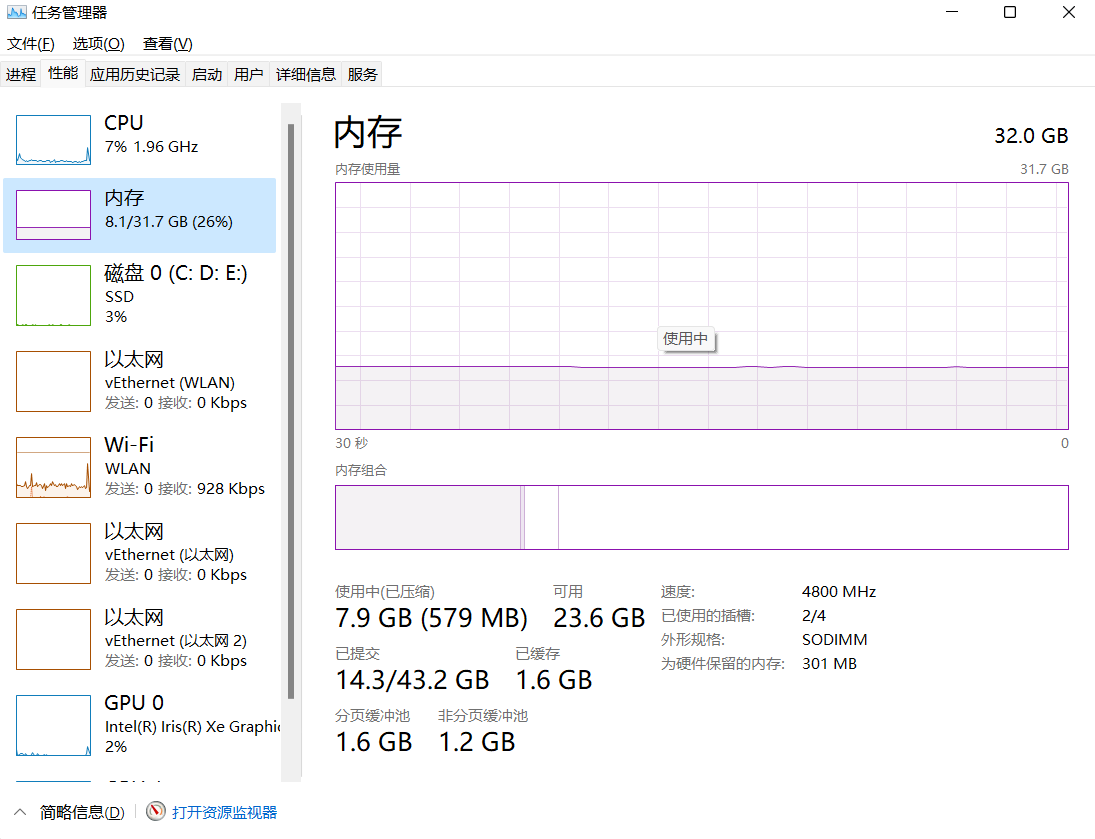 任务管理器
文件(F) 选项(O) 查看(V)
进程 性能 应用历史记录 启动 用户 详细信息 服务
CPU
7% 1.96 GHz
内存
8.1/31.7 GB (26%)
磁盘 0 (C: D: E:)
SSD
3%
以太网
vEthernet (WLAN)
发送: 0 接收: 0 Kbps
Wi-Fi
WLAN
发送: 0 接收: 928 Kbps
以太网
vEthernet (以太网)
发送: 0 接收: 0 Kbps
以太网
vEthernet (以太网 2)
发送: 0 接收: 0 Kbps
GPU 0
Intel(R) Iris(R) Xe Graphic
2%
内存 32.0 GB
内存使用量 31.7 GB
使用中
30 秒 0
内存组合
使用中(已压缩) 可用
7.9 GB (579 MB) 23.6 GB
已提交 已缓存
14.3/43.2 GB 1.6 GB
分页缓冲池 非分页缓冲池
1.6 GB 1.2 GB
速度: 4800 MHz
已使用的插槽: 2/4
外形规格: SODIMM
为硬件保留的内存: 301 MB
简略信息(D) 打开资源监视器